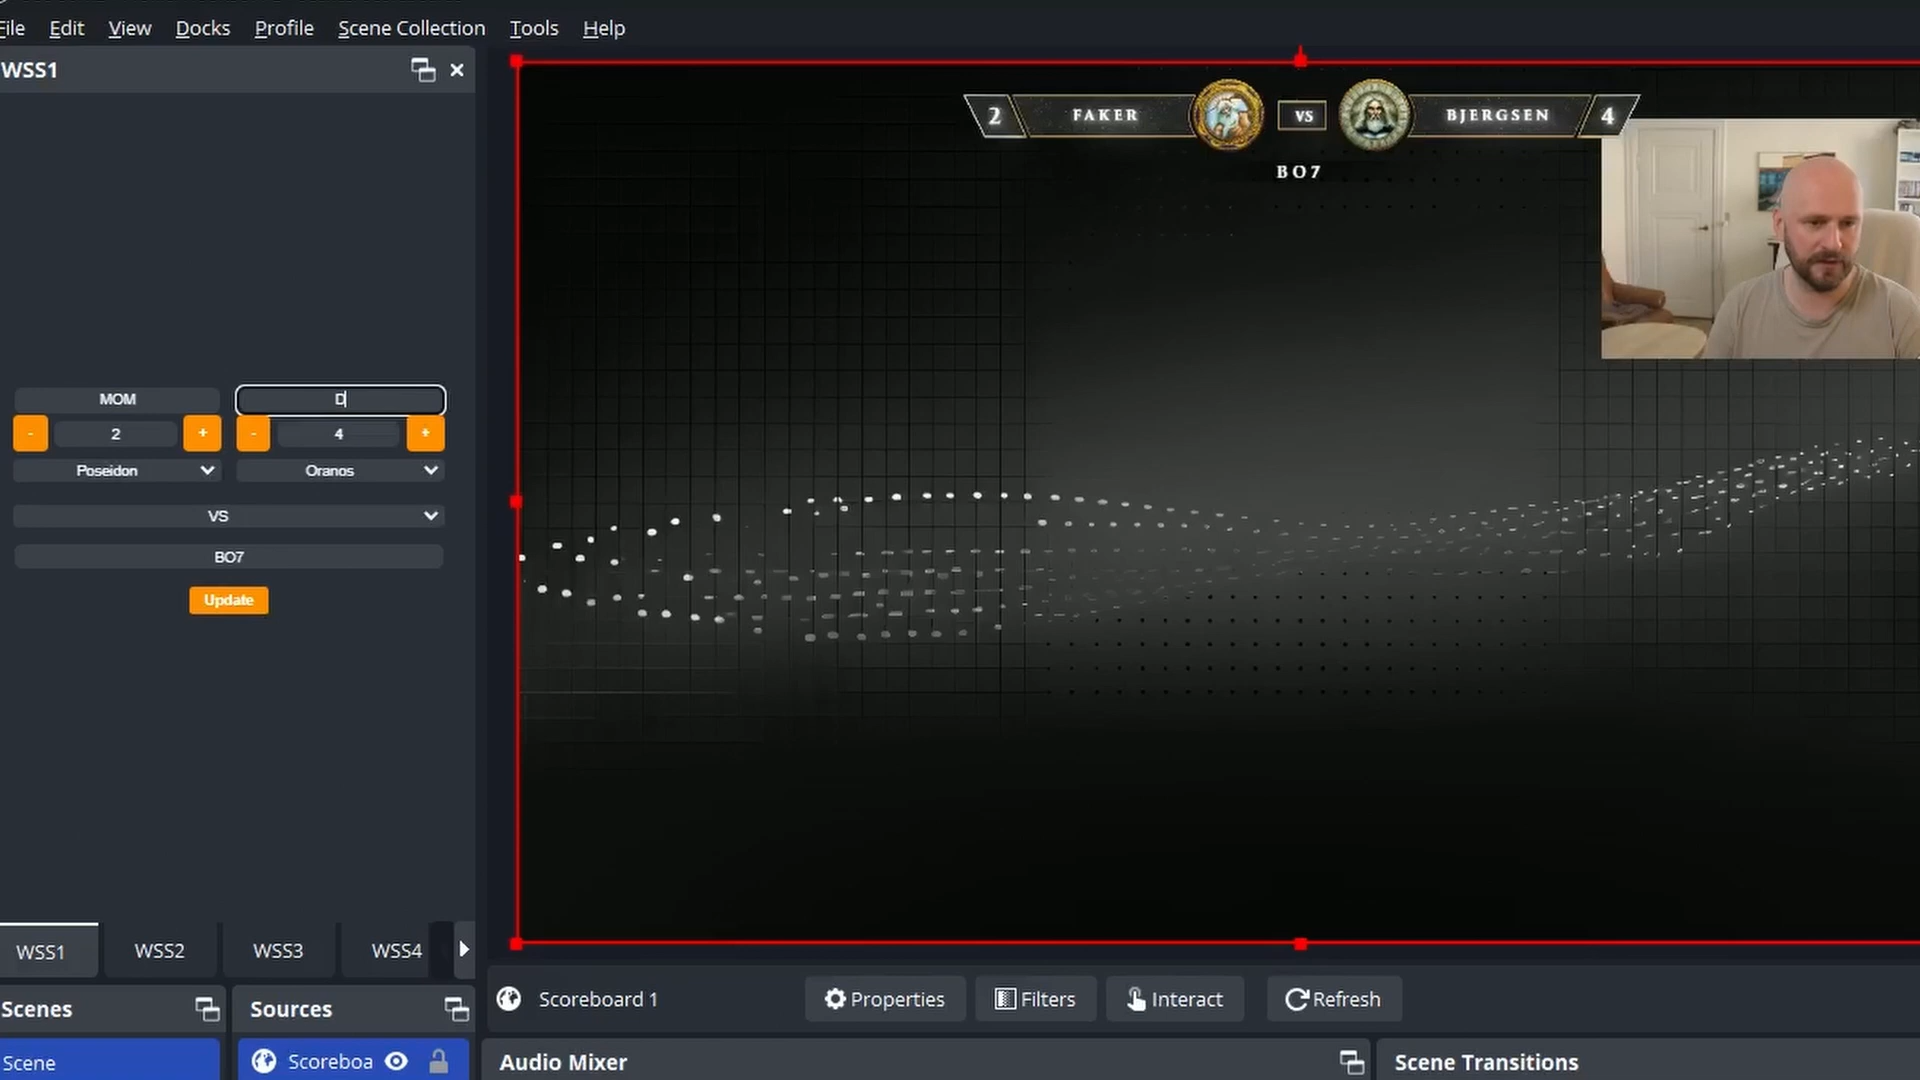 File Edit View Docks Profile Scene Collection Tools Help
WSS1
2 FAKER VS BJERGSEN 4
BO7
MOM D
- 2 + - 4 +
Poseidon Oranos
VS
BO7
Update
WSS1 WSS2 WSS3 WSS4
Scoreboard 1 Properties Filters Interact Refresh
Scenes Sources
Scene Scoreboa
Audio Mixer Scene Transitions